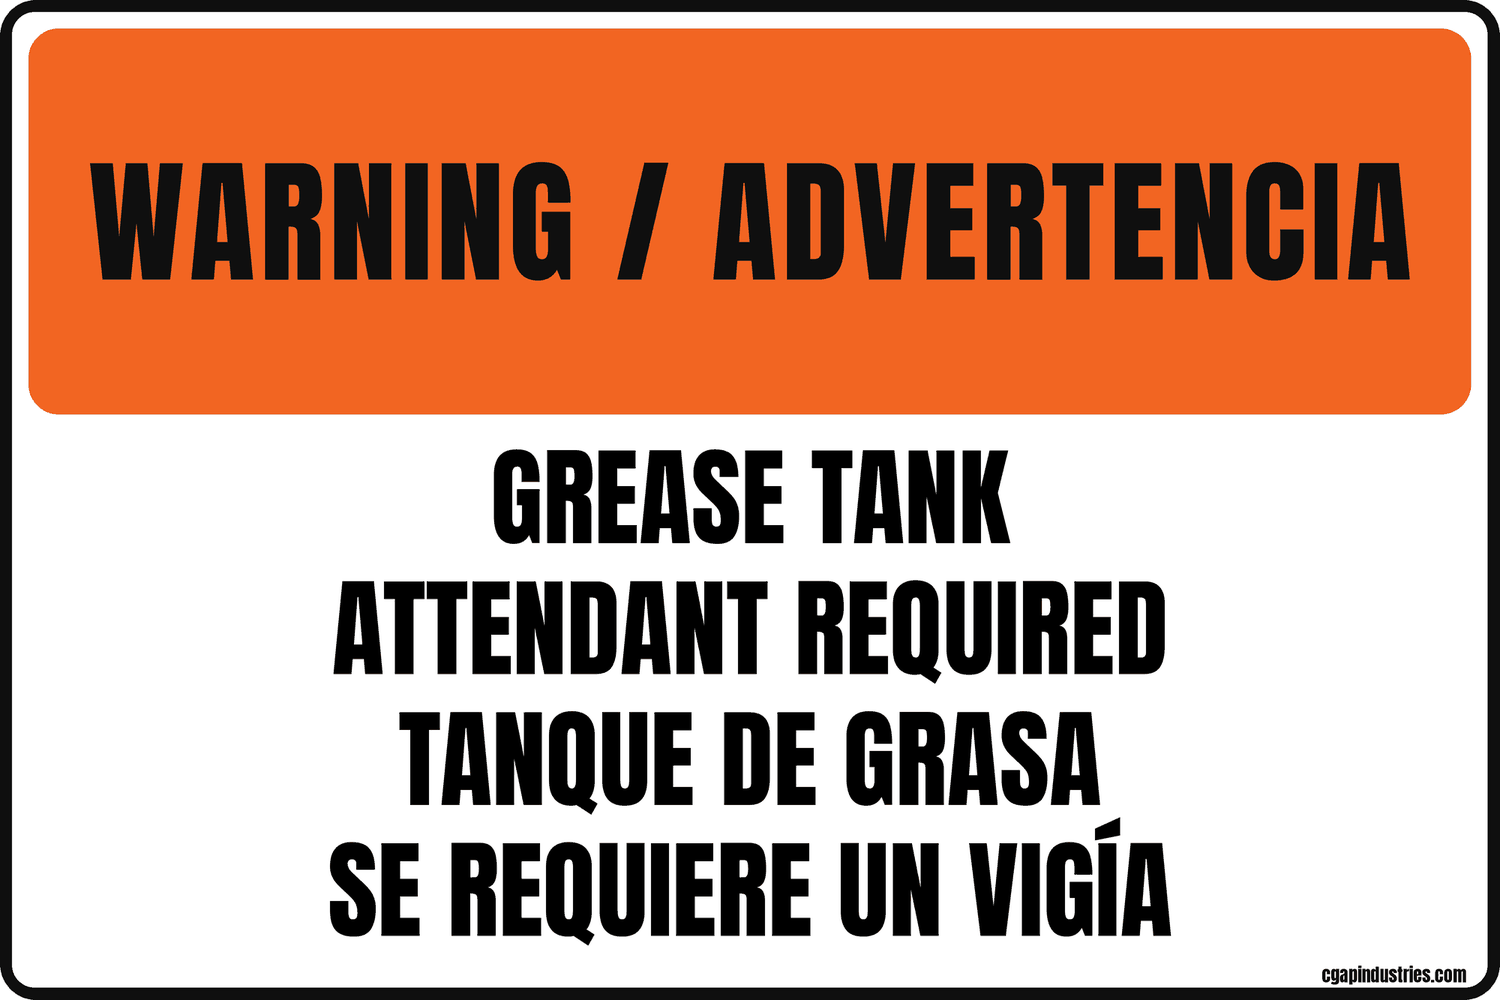 WARNING / ADVERTENCIA
GREASE TANK
ATTENDANT REQUIRED
TANQUE DE GRASA
SE REQUIERE UN VIGÍA
cgapindustries.com